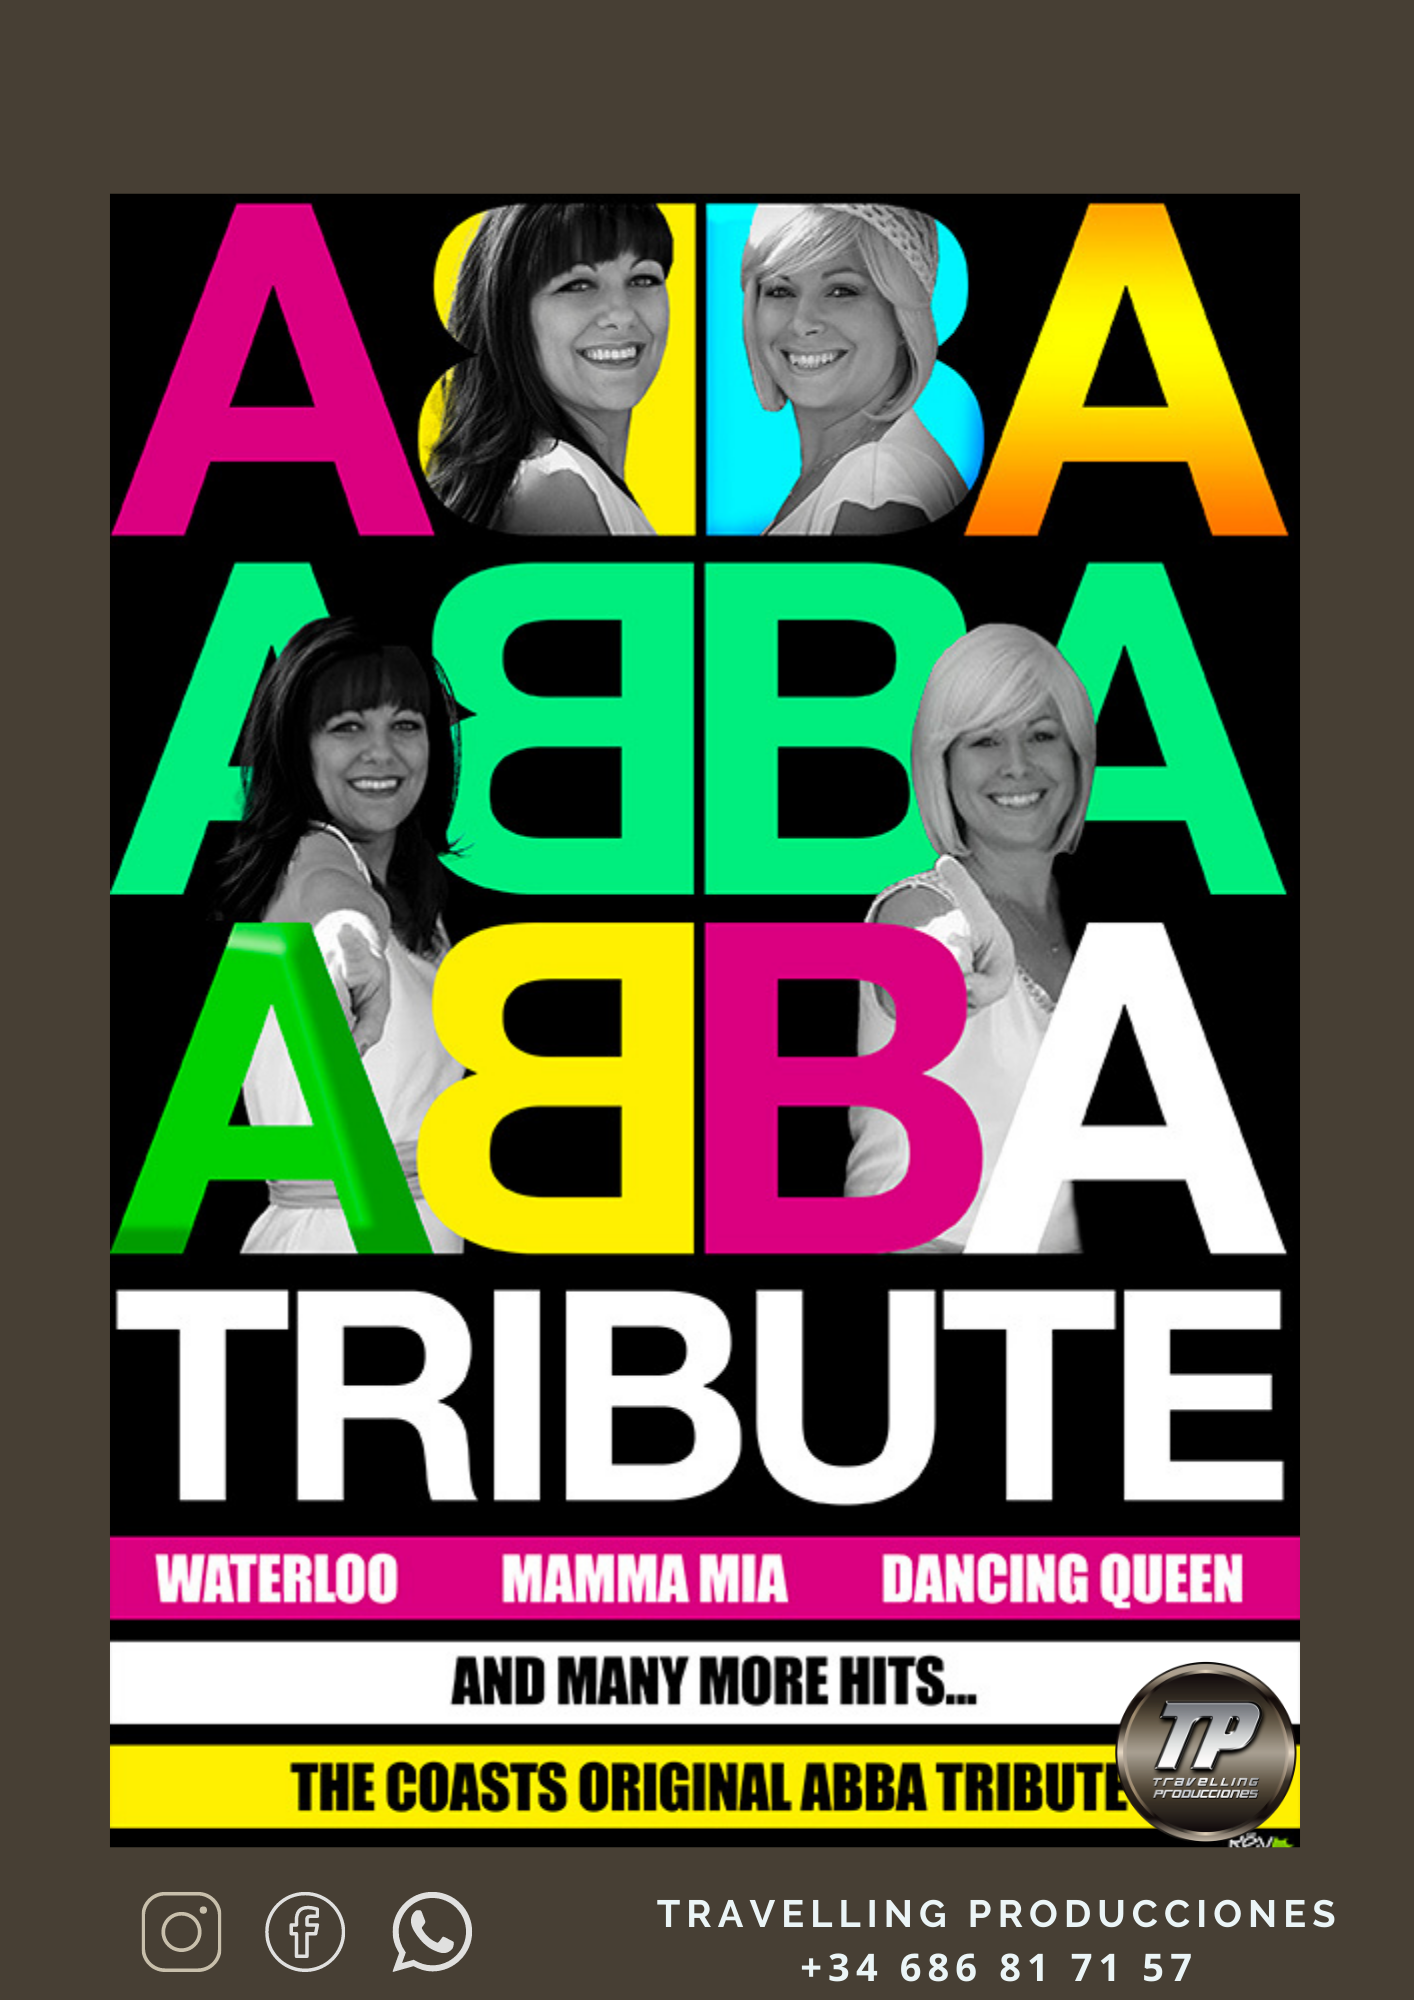 ABBA
ABBA
ABBA
TRIBUTE
WATERLOO MAMMA MIA DANCING QUEEN
AND MANY MORE HITS...
THE COASTS ORIGINAL ABBA TRIBUTE
TP
TRAVELLING
PRODUCCIONES
TRAVELLING PRODUCCIONES
+34 686 81 71 57